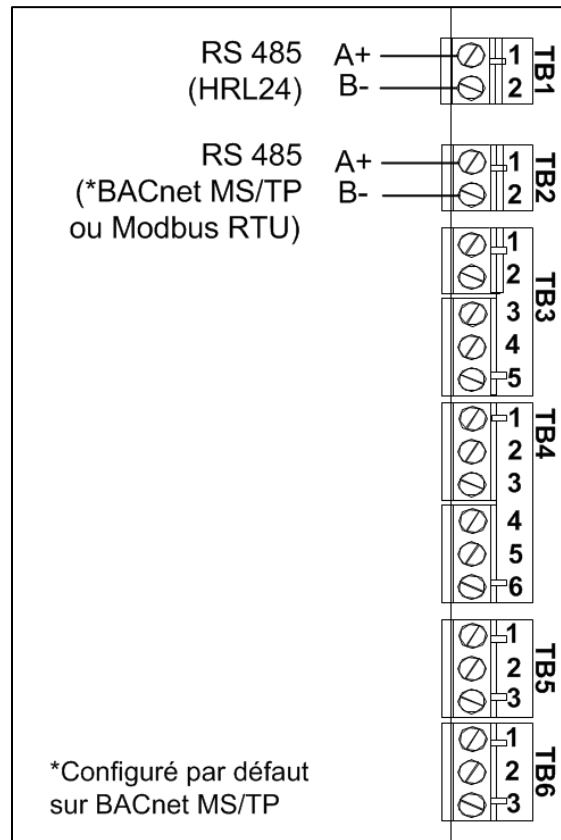 RS 485 A+ 1
(HRL24) B- 2
TB1
RS 485 A+ 1
(*BACnet MS/TP B- 2
ou Modbus RTU)
TB2
1
2
3
4
5
TB3
1
2
3
4
5
6
TB4
1
2
3
TB5
1
2
3
TB6
*Configuré par défaut
sur BACnet MS/TP